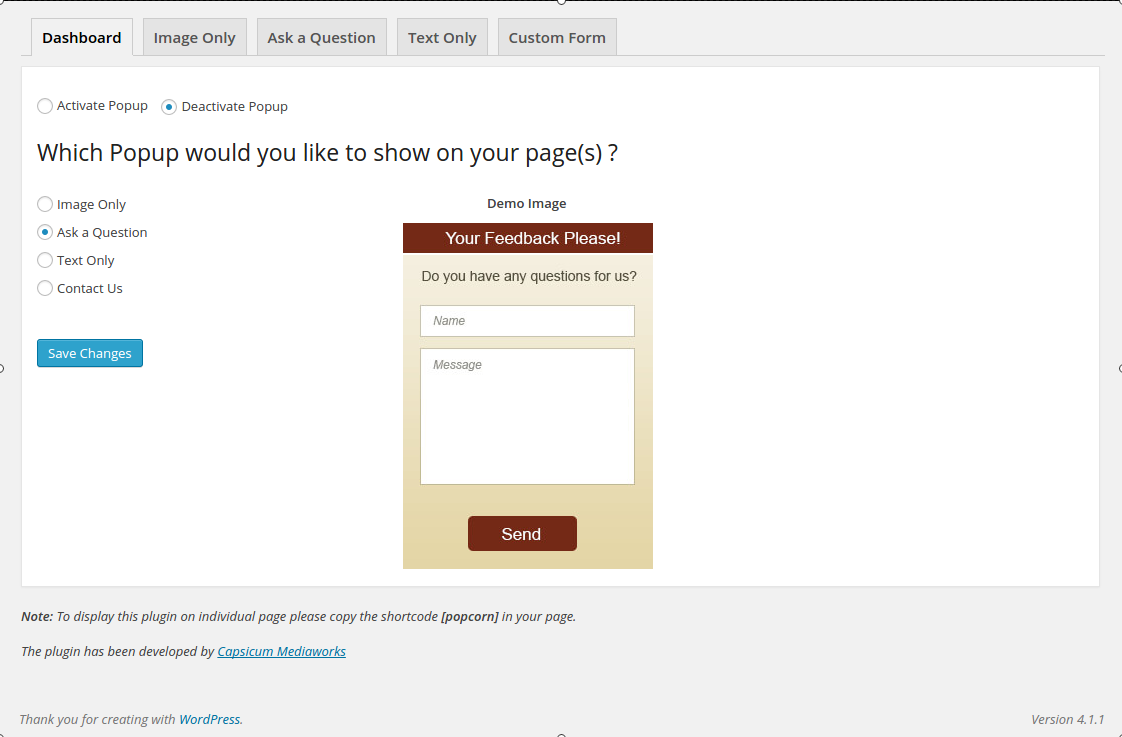 Dashboard Image Only Ask a Question Text Only Custom Form
Activate Popup Deactivate Popup
Which Popup would you like to show on your page(s) ?
Image Only
Ask a Question
Text Only
Contact Us
Save Changes
Demo Image
Your Feedback Please!
Do you have any questions for us?
Name
Message
Send
Note: To display this plugin on individual page please copy the shortcode [popcorn] in your page.
The plugin has been developed by Capsicum Mediaworks
Thank you for creating with WordPress. Version 4.1.1